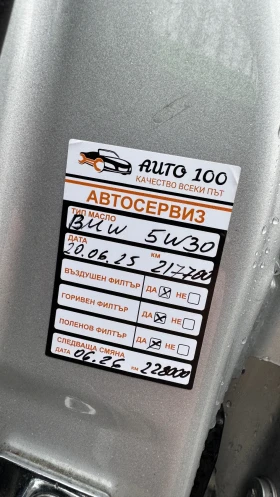 AUTO 100
КАЧЕСТВО ВСЕКИ ПЪТ
АВТОСЕРВИЗ
ТИП МАСЛО BMW 5W30
ДАТА 20.06.25 КМ 217700
ВЪЗДУШЕН ФИЛТЪР ДА НЕ
ГОРИВЕН ФИЛТЪР ДА НЕ
ПОЛЕНОВ ФИЛТЪР ДА НЕ
СЛЕДВАЩА СМЯНА
ДАТА 06.26 КМ 228000